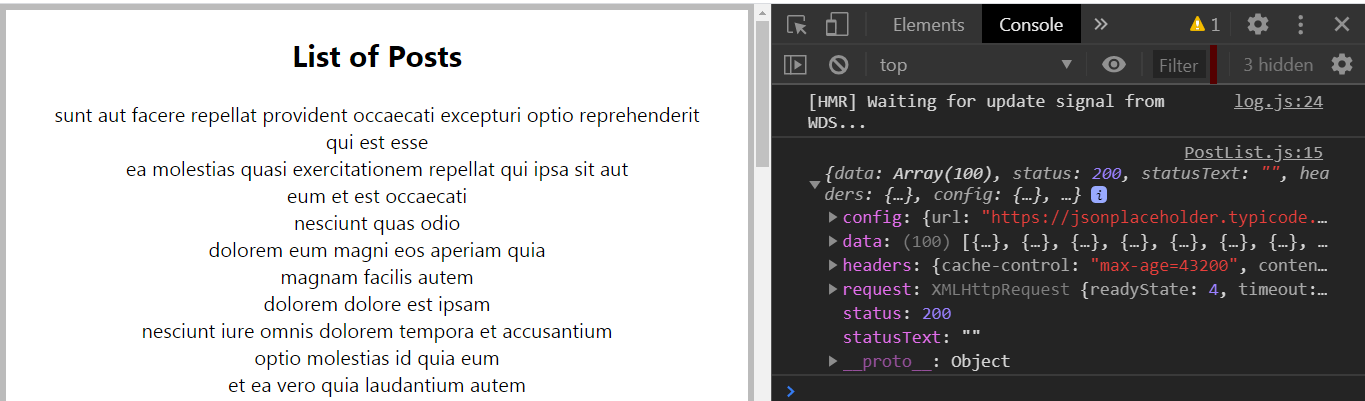 List of Posts
sunt aut facere repellat provident occaecati excepturi optio reprehenderit
qui est esse
ea molestias quasi exercitationem repellat qui ipsa sit aut
eum et est occaecati
nesciunt quas odio
dolorem eum magni eos aperiam quia
magnam facilis autem
dolorem dolore est ipsam
nesciunt iure omnis dolorem tempora et accusantium
optio molestias id quia eum
et ea vero quia laudantium autem
Elements Console » 1
top Filter 3 hidden
[HMR] Waiting for update signal from log.js:24
WDS...
PostList.js:15
{data: Array(100), status: 200, statusText: "", hea
ders: {…}, config: {…}, …} i
config: {url: "https://jsonplaceholder.typicode.…
data: (100) [{…}, {…}, {…}, {…}, {…}, {…}, {…}, …
headers: {cache-control: "max-age=43200", conten…
request: XMLHttpRequest {readyState: 4, timeout:…
status: 200
statusText: ""
__proto__: Object